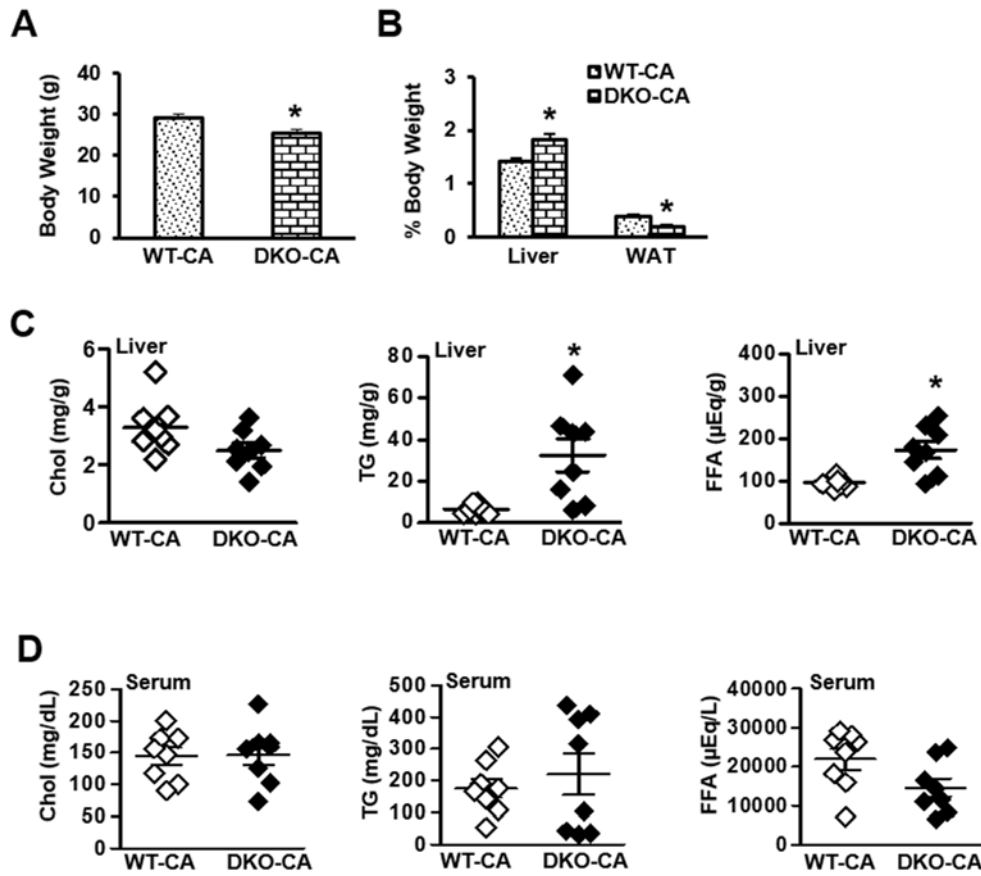 A
Body Weight (g)
40
30
20
10
0
*
WT-CA
DKO-CA
B
% Body Weight
3
2
1
0
WT-CA
DKO-CA
*
*
Liver
WAT
C
Chol (mg/g)
6
4
2
0
Liver
WT-CA
DKO-CA
TG (mg/g)
80
60
40
20
0
Liver
*
WT-CA
DKO-CA
FFA (µEq/g)
400
300
200
100
0
Liver
*
WT-CA
DKO-CA
D
Chol (mg/dL)
250
200
150
100
50
0
Serum
WT-CA
DKO-CA
TG (mg/dL)
500
400
300
200
100
0
Serum
WT-CA
DKO-CA
FFA (µEq/L)
40000
30000
20000
10000
0
Serum
WT-CA
DKO-CA